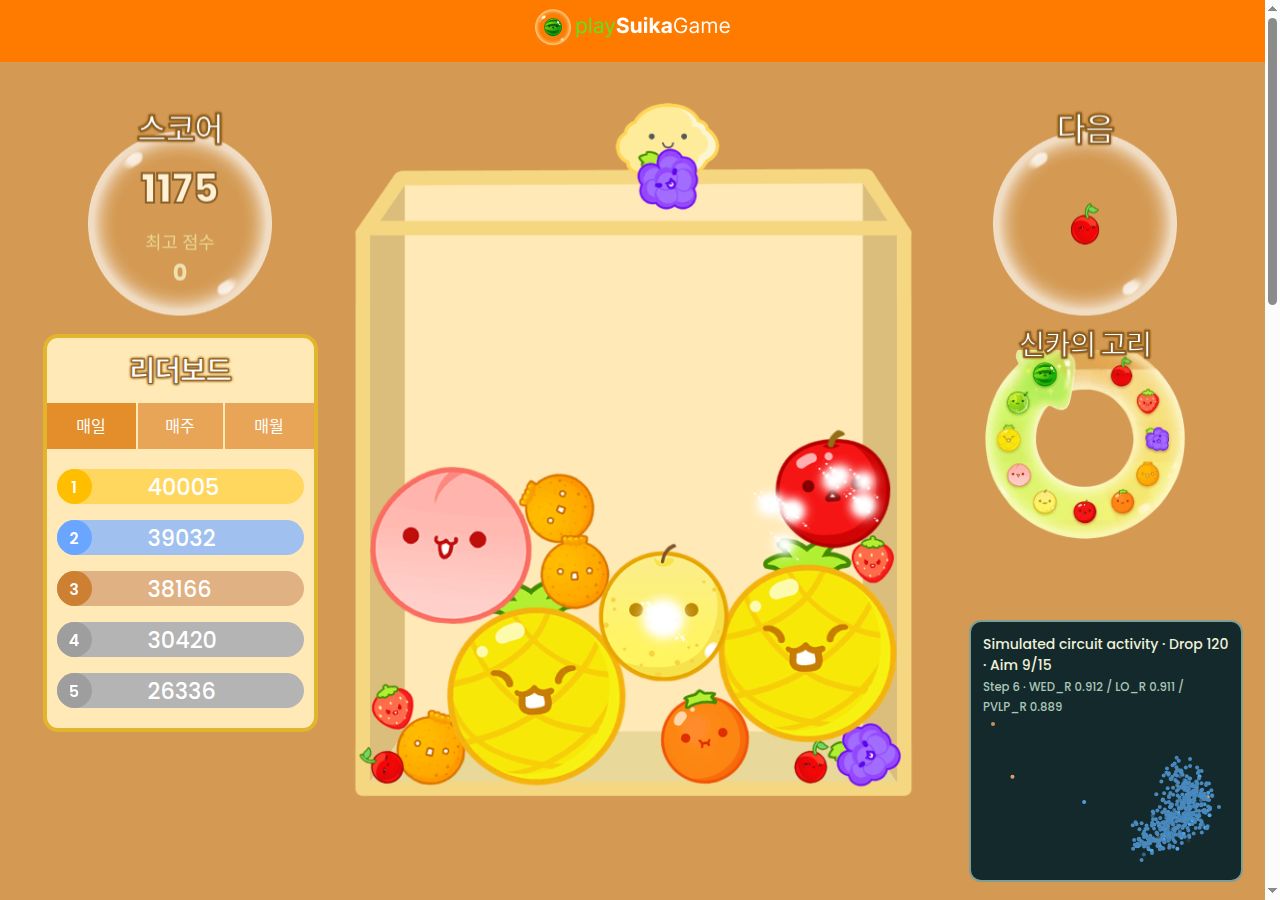 playSuikaGame
스코어
1175
최고 점수
0
다음
리더보드
매일 매주 매월
1 40005
2 39032
3 38166
4 30420
5 26336
신카의 고리
Simulated circuit activity · Drop 120
· Aim 9/15
Step 6 · WED_R 0.912 / LO_R 0.911 /
PVLP_R 0.889